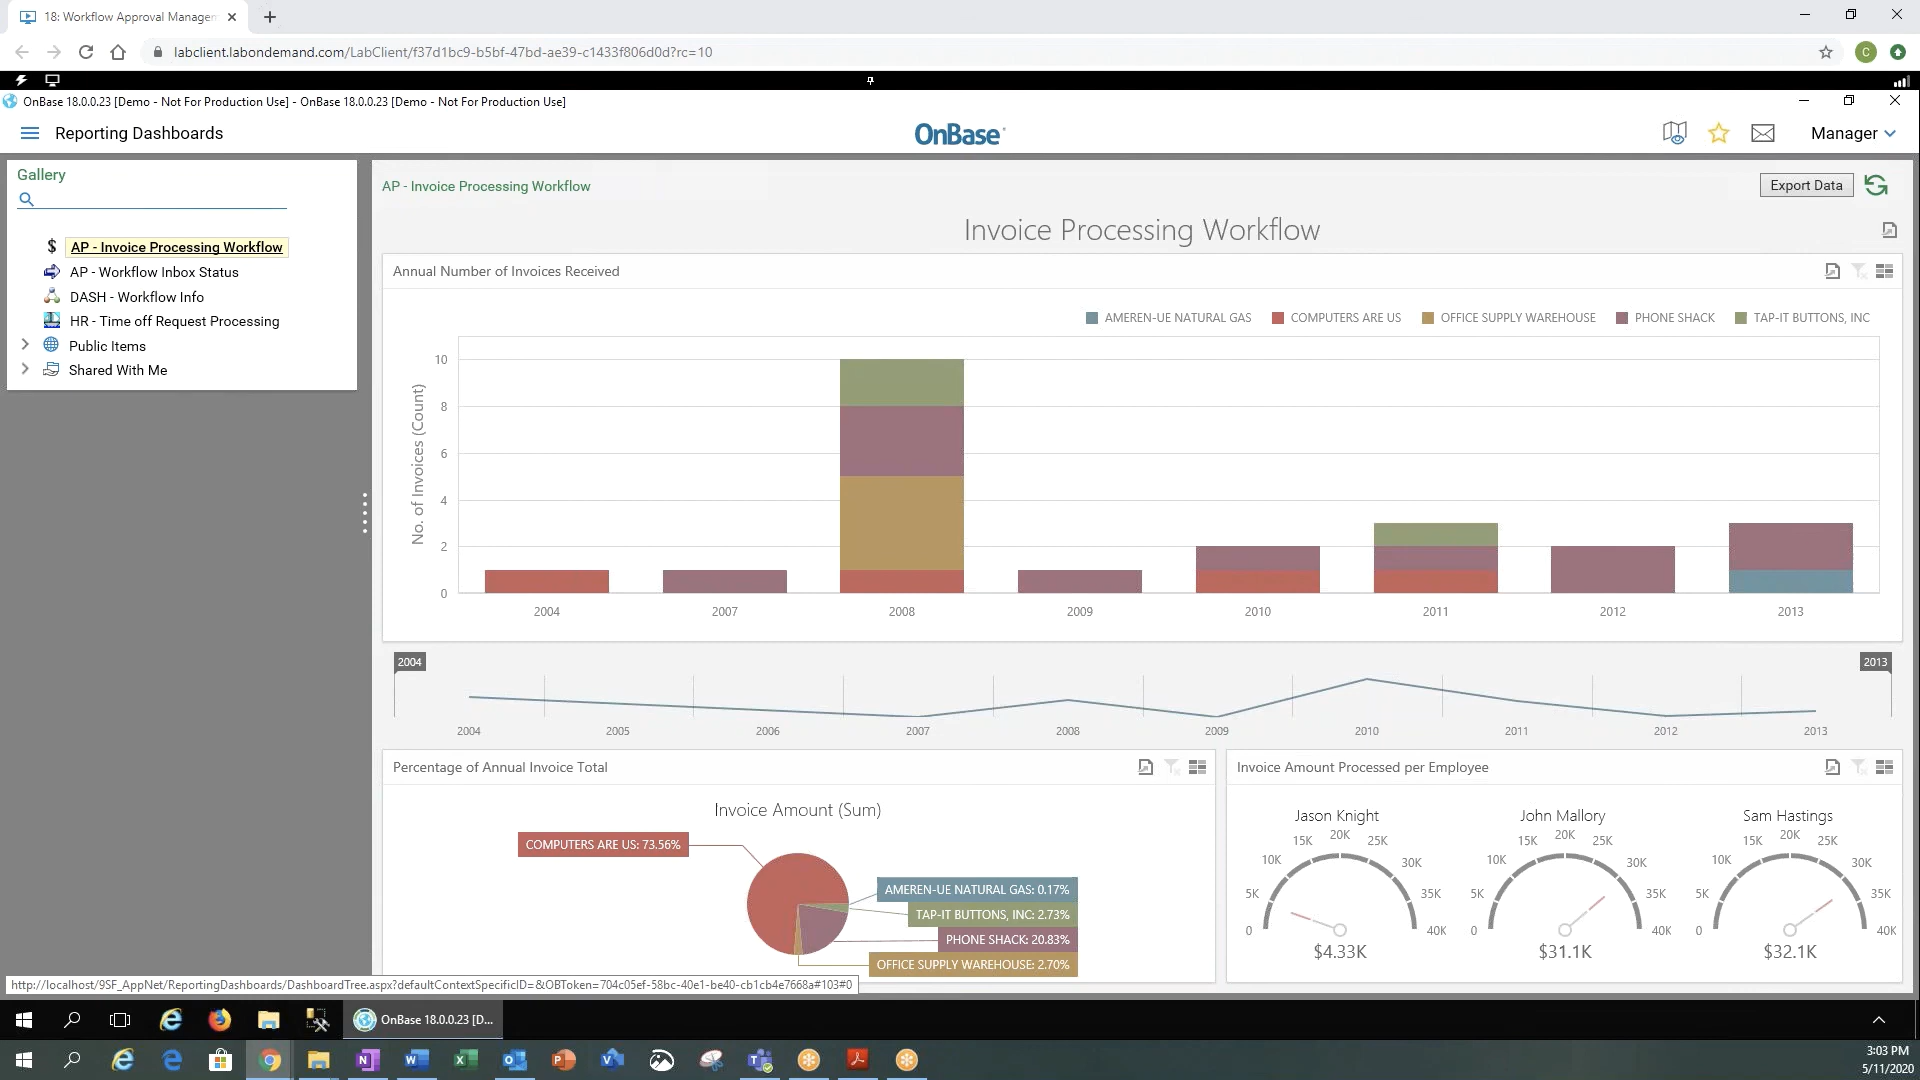 18: Workflow Approval Managem
labclient.labondemand.com/LabClient/f37d1bc9-b5bf-47bd-ae39-c1433f806d0d?rc=10
C
OnBase 18.0.0.23 [Demo - Not For Production Use] - OnBase 18.0.0.23 [Demo - Not For Production Use]
Reporting Dashboards
OnBase
Manager
Gallery
$ AP - Invoice Processing Workflow
AP - Workflow Inbox Status
DASH - Workflow Info
HR - Time off Request Processing
Public Items
Shared With Me
AP - Invoice Processing Workflow
Export Data
Invoice Processing Workflow
Annual Number of Invoices Received
AMEREN-UE NATURAL GAS COMPUTERS ARE US OFFICE SUPPLY WAREHOUSE PHONE SHACK TAP-IT BUTTONS, INC
No. of Invoices (Count)
10
8
6
4
2
0
2004 2007 2008 2009 2010 2011 2012 2013
2004 2013
2004 2005 2006 2007 2008 2009 2010 2011 2012 2013
Percentage of Annual Invoice Total
Invoice Amount (Sum)
COMPUTERS ARE US: 73.56%
AMEREN-UE NATURAL GAS: 0.17%
TAP-IT BUTTONS, INC: 2.73%
PHONE SHACK: 20.83%
OFFICE SUPPLY WAREHOUSE: 2.70%
Invoice Amount Processed per Employee
Jason Knight
0 5K 10K 15K 20K 25K 30K 35K 40K
$4.33K
John Mallory
0 5K 10K 15K 20K 25K 30K 35K 40K
$31.1K
Sam Hastings
0 5K 10K 15K 20K 25K 30K 35K 40K
$32.1K
http://localhost/9SF_AppNet/ReportingDashboards/DashboardTree.aspx?defaultContextSpecificID=&OBToken=704c05ef-58bc-40e1-be40-cb1cb4e7668a#103#0
OnBase 18.0.0.23 [D...
3:03 PM
5/11/2020